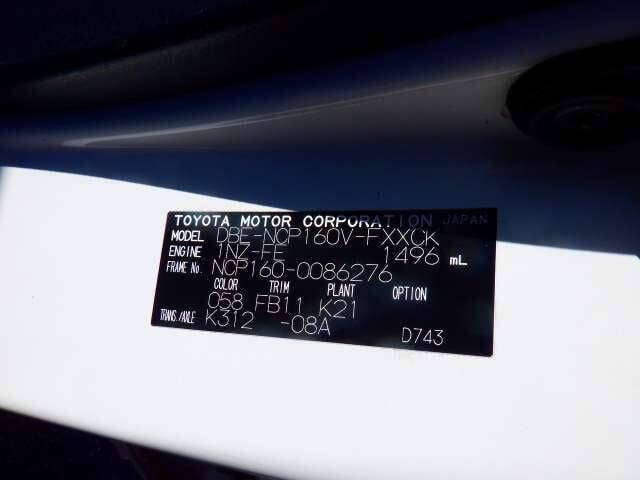 TOYOTA MOTOR CORPORATION JAPAN
MODEL DBE-NCP160V-FXXCK
ENGINE 1NZ-FE 1496 mL
FRAME No. NCP160-0086276
COLOR TRIM PLANT OPTION
058 FB11 K21
TRANS./AXLE K312 -08A D743